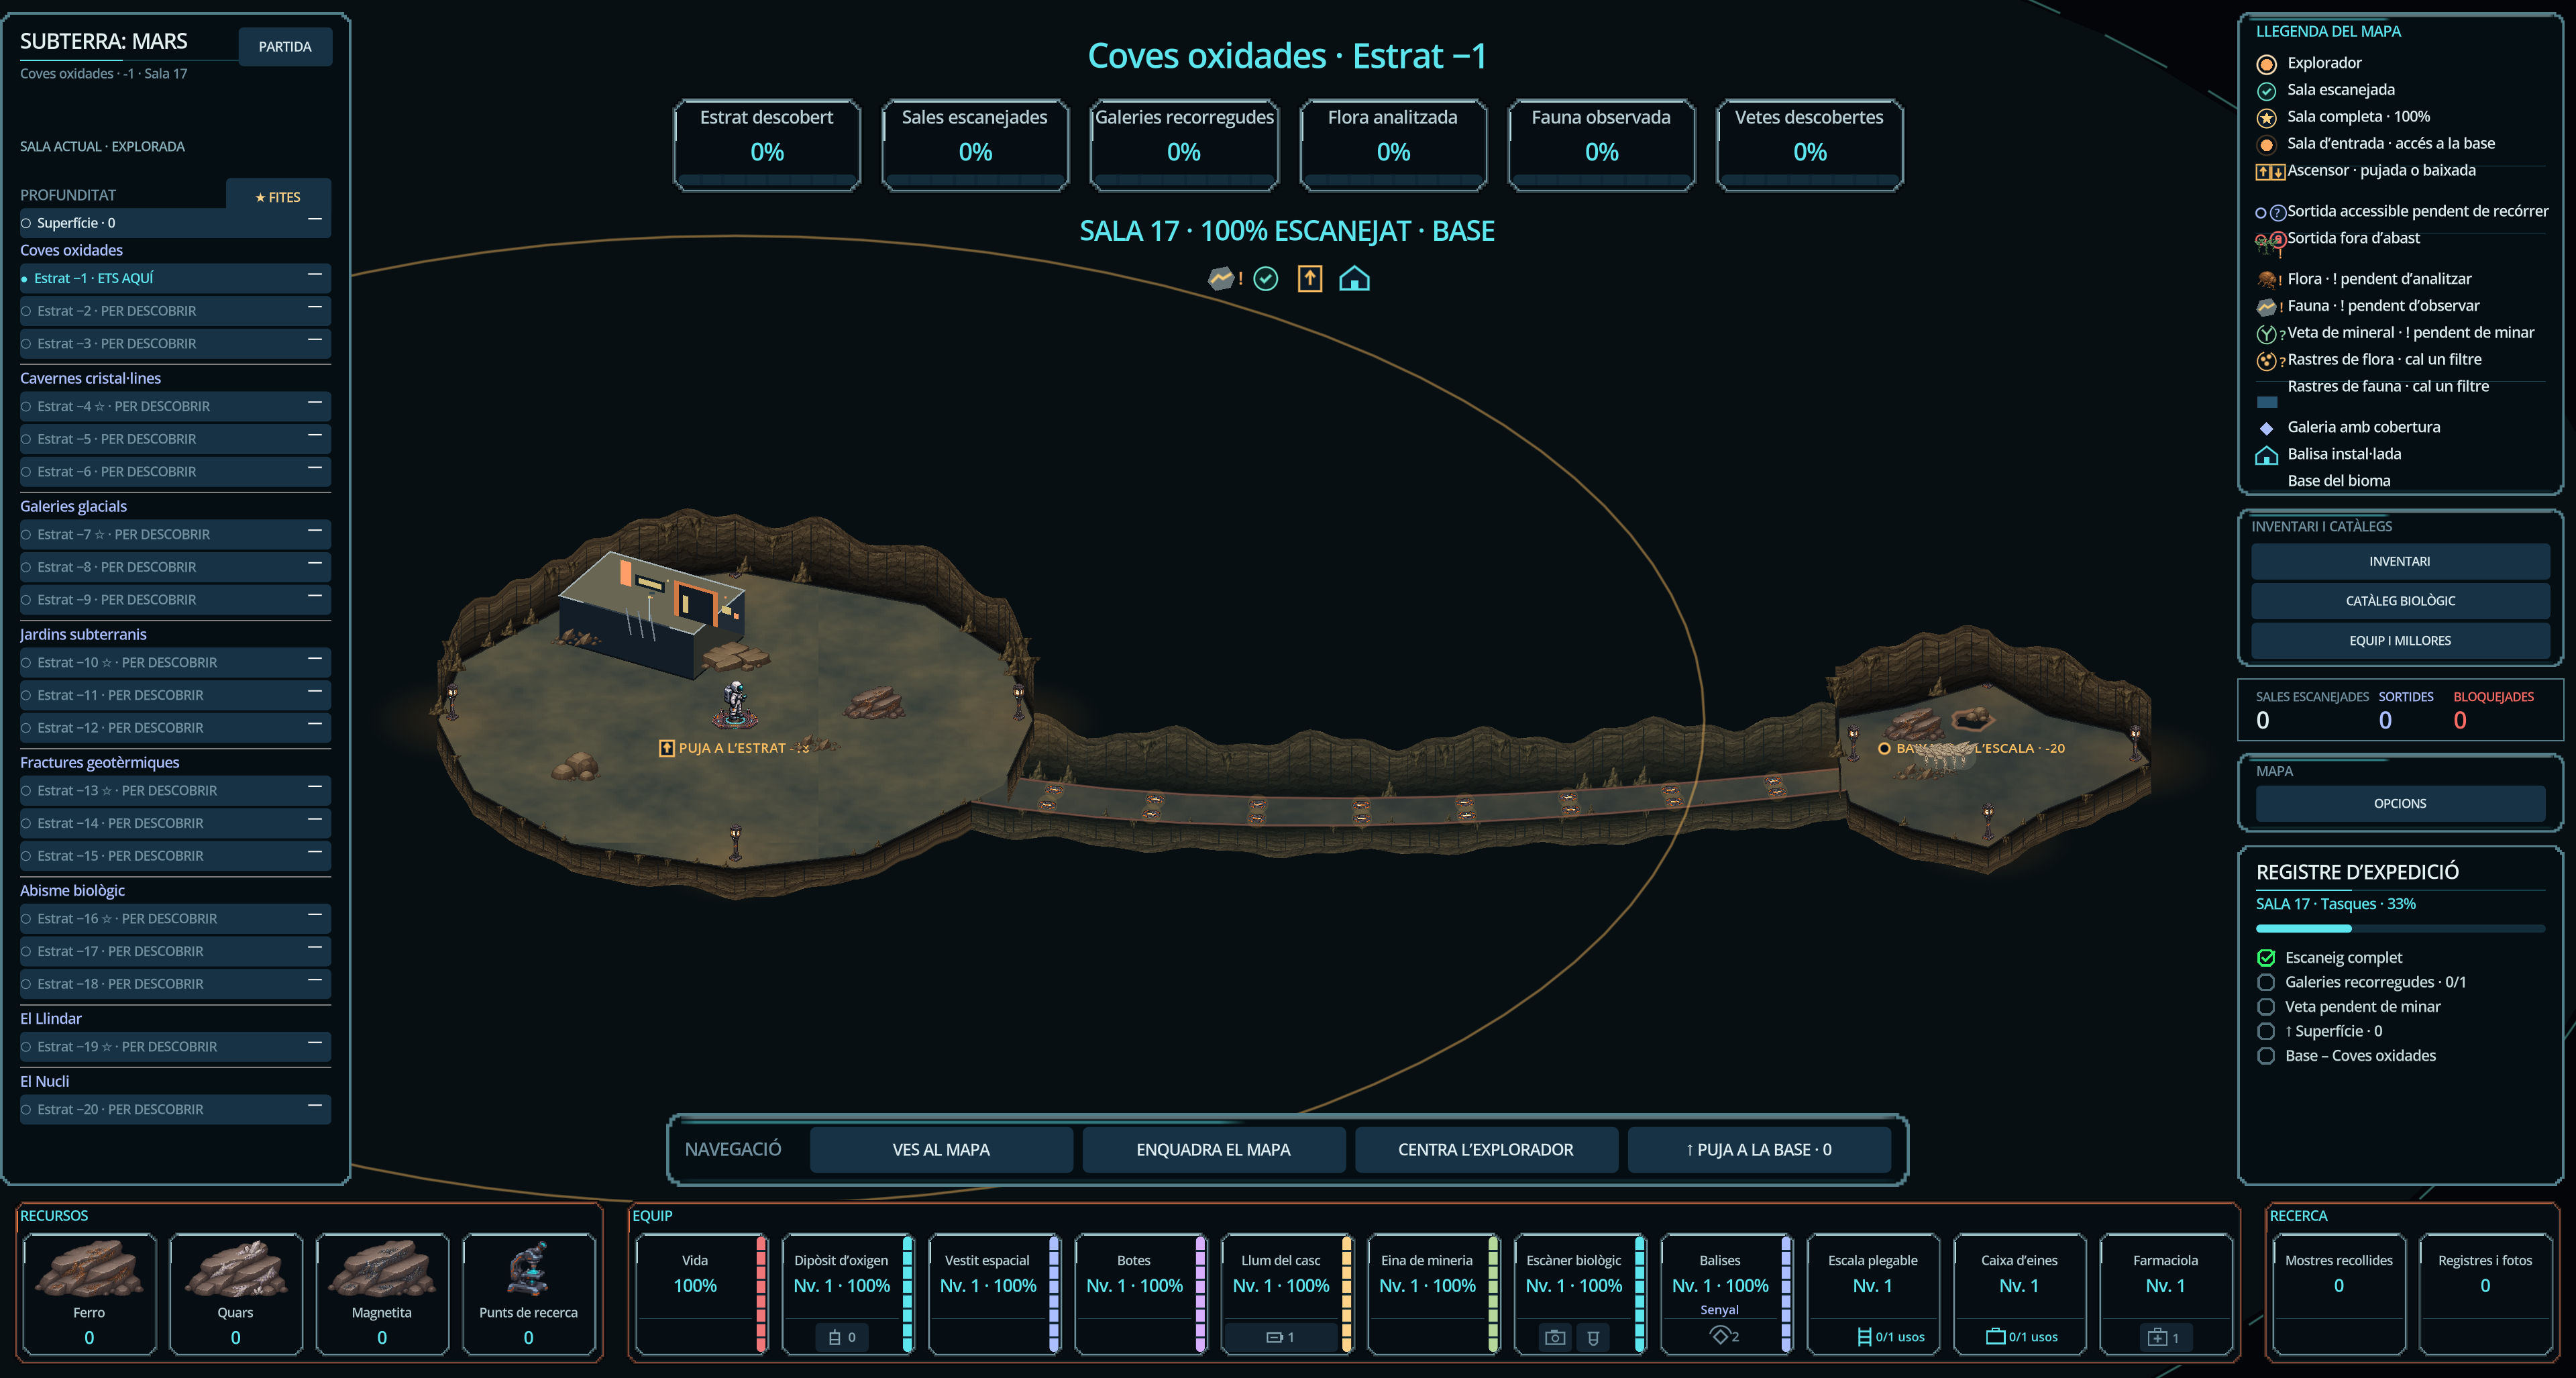 SUBTERRA: MARS
PARTIDA
Coves oxidades · -1 · Sala 17
SALA ACTUAL · EXPLORADA
PROFUNDITAT
★ FITES
Superfície · 0
Coves oxidades
Estrat −1 · ETS AQUÍ
Estrat −2 · PER DESCOBRIR
Estrat −3 · PER DESCOBRIR
Cavernes cristal·lines
Estrat −4 ☆ · PER DESCOBRIR
Estrat −5 · PER DESCOBRIR
Estrat −6 · PER DESCOBRIR
Galeries glacials
Estrat −7 ☆ · PER DESCOBRIR
Estrat −8 · PER DESCOBRIR
Estrat −9 · PER DESCOBRIR
Jardins subterranis
Estrat −10 ☆ · PER DESCOBRIR
Estrat −11 · PER DESCOBRIR
Estrat −12 · PER DESCOBRIR
Fractures geotèrmiques
Estrat −13 ☆ · PER DESCOBRIR
Estrat −14 · PER DESCOBRIR
Estrat −15 · PER DESCOBRIR
Abisme biològic
Estrat −16 ☆ · PER DESCOBRIR
Estrat −17 · PER DESCOBRIR
Estrat −18 · PER DESCOBRIR
El Llindar
Estrat −19 ☆ · PER DESCOBRIR
El Nucli
Estrat −20 · PER DESCOBRIR
Coves oxidades · Estrat −1
Estrat descobert
0%
Sales escanejades
0%
Galeries recorregudes
0%
Flora analitzada
0%
Fauna observada
0%
Vetes descobertes
0%
SALA 17 · 100% ESCANEJAT · BASE
!
PUJA A L'ESTRAT
L'ESCALA · -20
NAVEGACIÓ
VES AL MAPA
ENQUADRA EL MAPA
CENTRA L'EXPLORADOR
↑ PUJA A LA BASE · 0
LLEGENDA DEL MAPA
Explorador
Sala escanejada
Sala completa · 100%
Sala d'entrada · accés a la base
Ascensor · pujada o baixada
Sortida accessible pendent de recórrer
Sortida fora d'abast
Flora · ! pendent d'analitzar
Fauna · ! pendent d'observar
Veta de mineral · ! pendent de minar
Rastres de flora · cal un filtre
Rastres de fauna · cal un filtre
Galeria amb cobertura
Balisa instal·lada
Base del bioma
INVENTARI I CATÀLEGS
INVENTARI
CATÀLEG BIOLÒGIC
EQUIP I MILLORES
SALES ESCANEJADES SORTIDES BLOQUEJADES
0 0 0
MAPA
OPCIONS
REGISTRE D'EXPEDICIÓ
SALA 17 · Tasques · 33%
Escaneig complet
Galeries recorregudes · 0/1
Veta pendent de minar
↑ Superfície · 0
Base – Coves oxidades
RECURSOS
Ferro
0
Quars
0
Magnetita
0
Punts de recerca
0
EQUIP
Vida
100%
Dipòsit d'oxigen
Nv. 1 · 100%
0
Vestit espacial
Nv. 1 · 100%
Botes
Nv. 1 · 100%
Llum del casc
Nv. 1 · 100%
1
Eina de mineria
Nv. 1 · 100%
Escàner biològic
Nv. 1 · 100%
Balises
Nv. 1 · 100%
Senyal
2
Escala plegable
Nv. 1
0/1 usos
Caixa d'eines
Nv. 1
0/1 usos
Farmaciola
Nv. 1
1
RECERCA
Mostres recollides
0
Registres i fotos
0